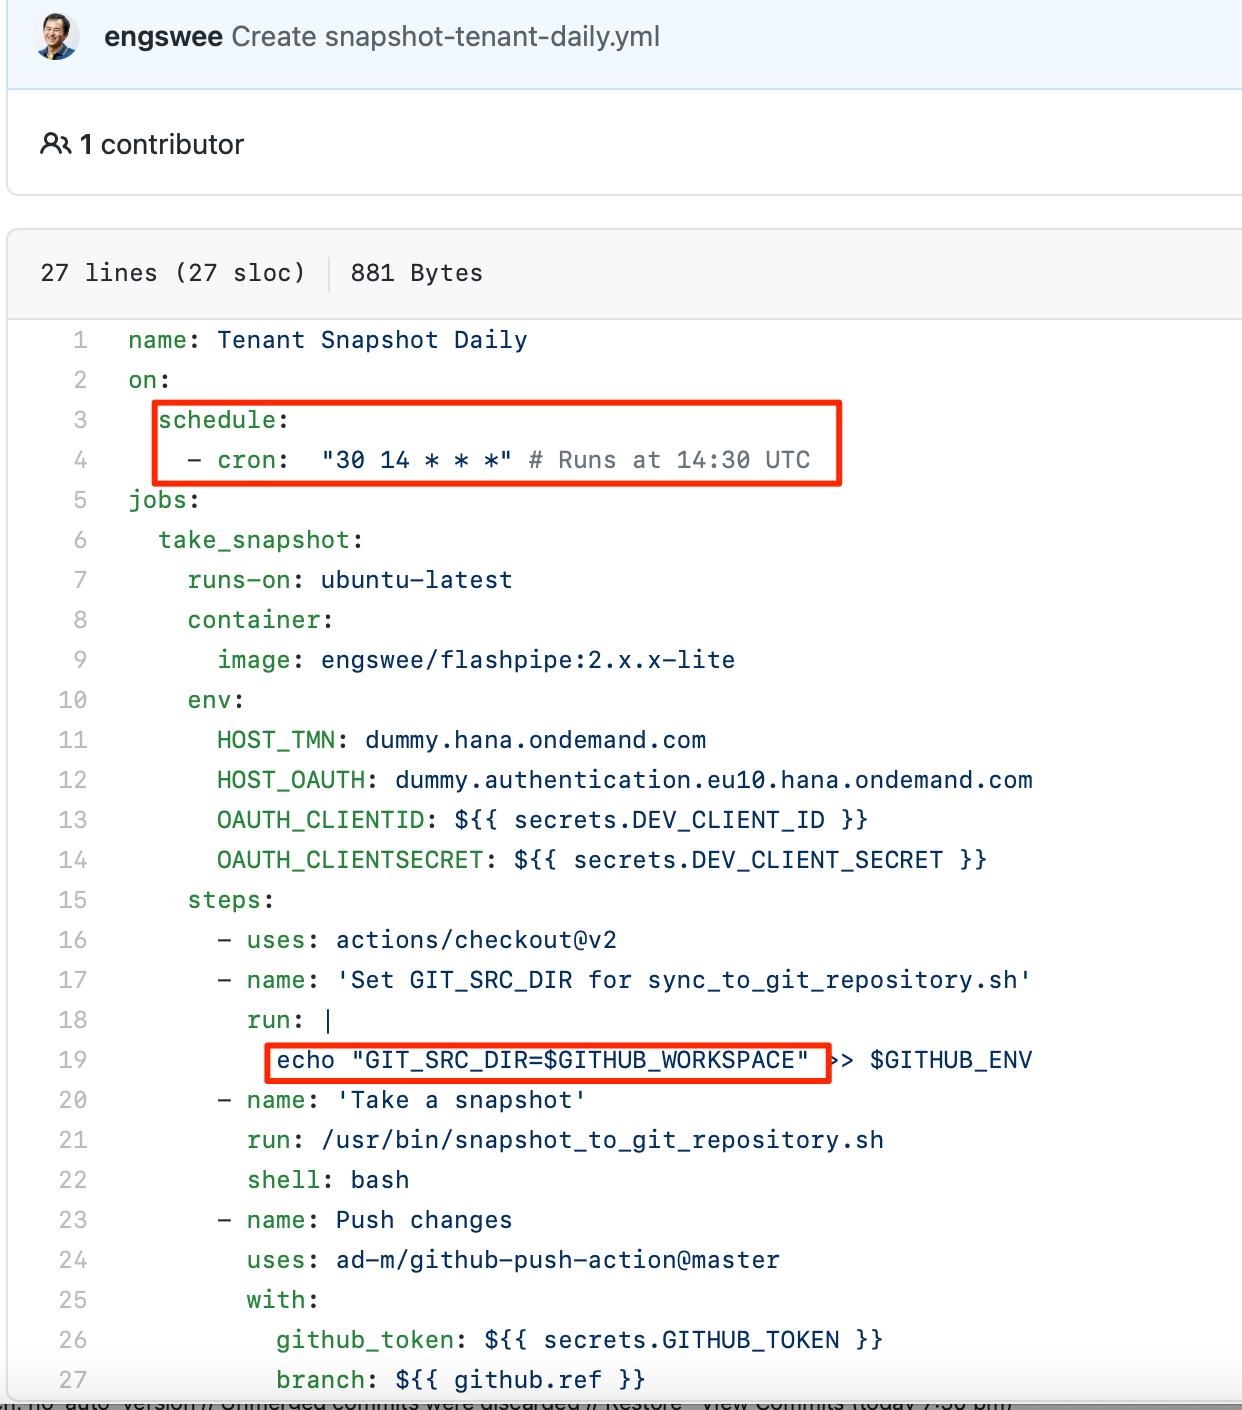 engswee Create snapshot-tenant-daily.yml
1 contributor
27 lines (27 sloc) 881 Bytes
1 name: Tenant Snapshot Daily
2 on:
3   schedule:
4     - cron:  "30 14 * * *" # Runs at 14:30 UTC
5 jobs:
6   take_snapshot:
7     runs-on: ubuntu-latest
8     container:
9       image: engswee/flashpipe:2.x.x-lite
10     env:
11       HOST_TMN: dummy.hana.ondemand.com
12       HOST_OAUTH: dummy.authentication.eu10.hana.ondemand.com
13       OAUTH_CLIENTID: ${{ secrets.DEV_CLIENT_ID }}
14       OAUTH_CLIENTSECRET: ${{ secrets.DEV_CLIENT_SECRET }}
15     steps:
16       - uses: actions/checkout@v2
17       - name: 'Set GIT_SRC_DIR for sync_to_git_repository.sh'
18         run: |
19           echo "GIT_SRC_DIR=$GITHUB_WORKSPACE" >> $GITHUB_ENV
20       - name: 'Take a snapshot'
21         run: /usr/bin/snapshot_to_git_repository.sh
22         shell: bash
23       - name: Push changes
24         uses: ad-m/github-push-action@master
25         with:
26           github_token: ${{ secrets.GITHUB_TOKEN }}
27           branch: ${{ github.ref }}